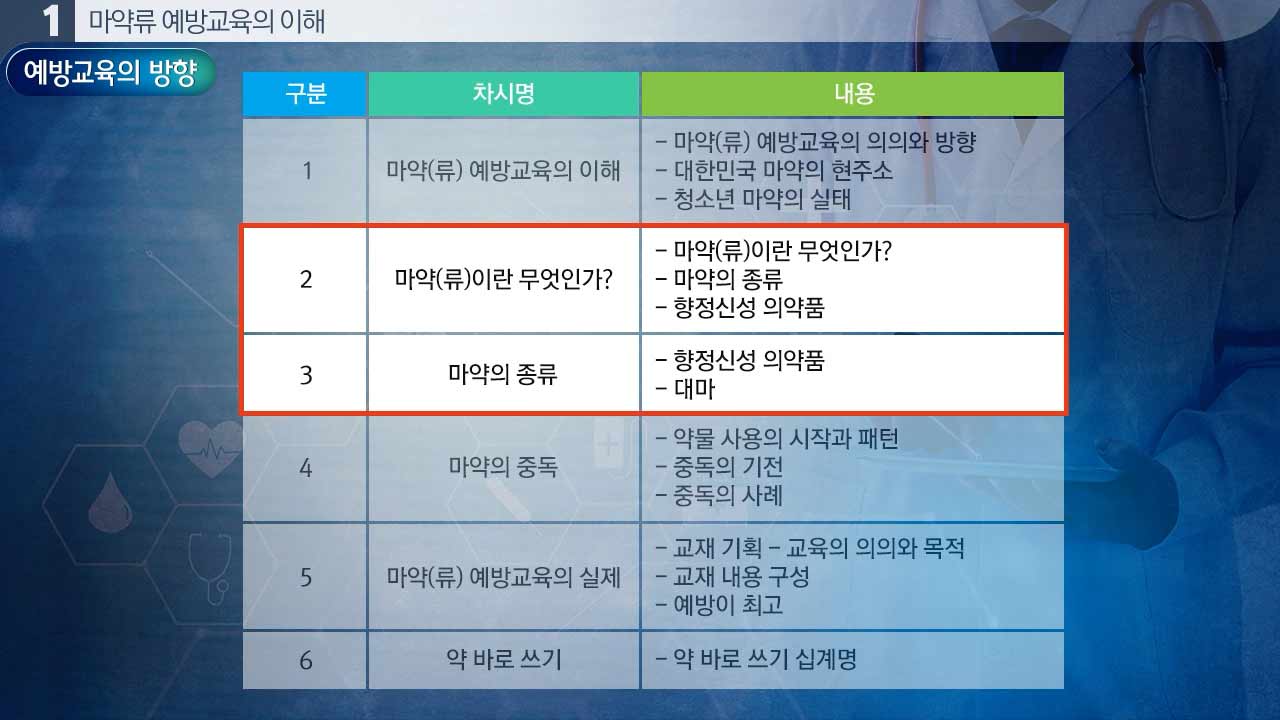 1 마약류 예방교육의 이해
예방교육의 방향
구분 차시명 내용
1 마약(류) 예방교육의 이해
- 마약(류) 예방교육의 의의와 방향
- 대한민국 마약의 현주소
- 청소년 마약의 실태
2 마약(류)이란 무엇인가?
- 마약(류)이란 무엇인가?
- 마약의 종류
- 향정신성 의약품
3 마약의 종류
- 향정신성 의약품
- 대마
4 마약의 중독
- 약물 사용의 시작과 패턴
- 중독의 기전
- 중독의 사례
5 마약(류) 예방교육의 실제
- 교재 기획 - 교육의 의의와 목적
- 교재 내용 구성
- 예방이 최고
6 약 바로 쓰기
- 약 바로 쓰기 십계명